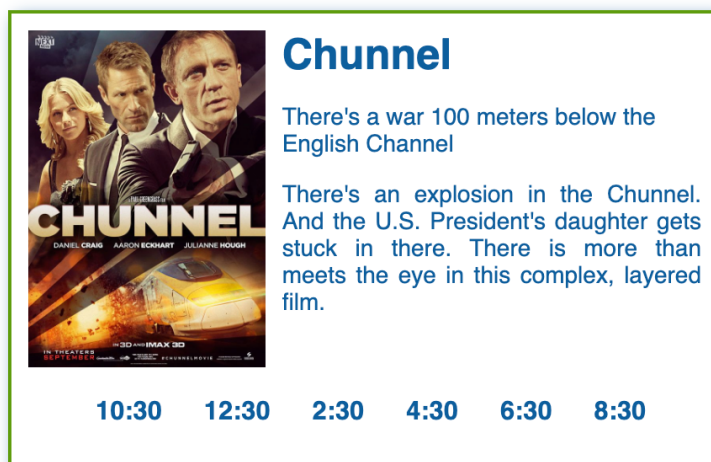 Chunnel
There's a war 100 meters below the
English Channel
There's an explosion in the Chunnel.
And the U.S. President's daughter gets
stuck in there. There is more than
meets the eye in this complex, layered
film.
CHUNNEL
DANIEL CRAIG AARON ECKHART JULIANNE HOUGH
IN 3D AND IMAX 3D
IN THEATERS
SEPTEMBER
#CHUNNELMOVIE
10:30 12:30 2:30 4:30 6:30 8:30